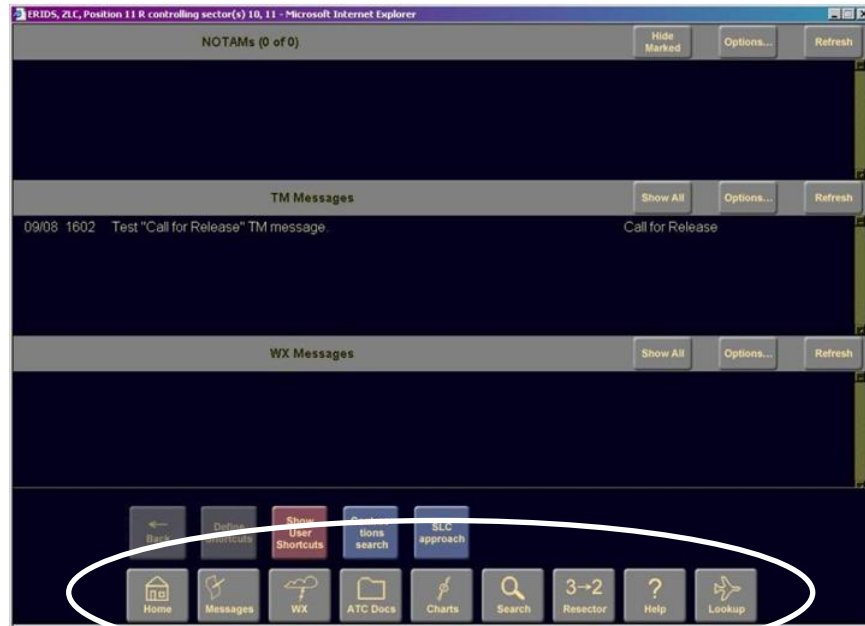 ERIDS, ZLC, Position 11 R controlling sector(s) 10, 11 - Microsoft Internet Explorer
NOTAMs (0 of 0)
Hide
Marked
Options...
Refresh
TM Messages
Show All
Options...
Refresh
09/08 1602 Test "Call for Release" TM message. Call for Release
WX Messages
Show All
Options...
Refresh
Back
Define
Shortcuts
Show
User
Shortcuts
tions
search
SLC
approach
Home
Messages
WX
ATC Docs
Charts
Search
3→2
Resector
?
Help
Lookup